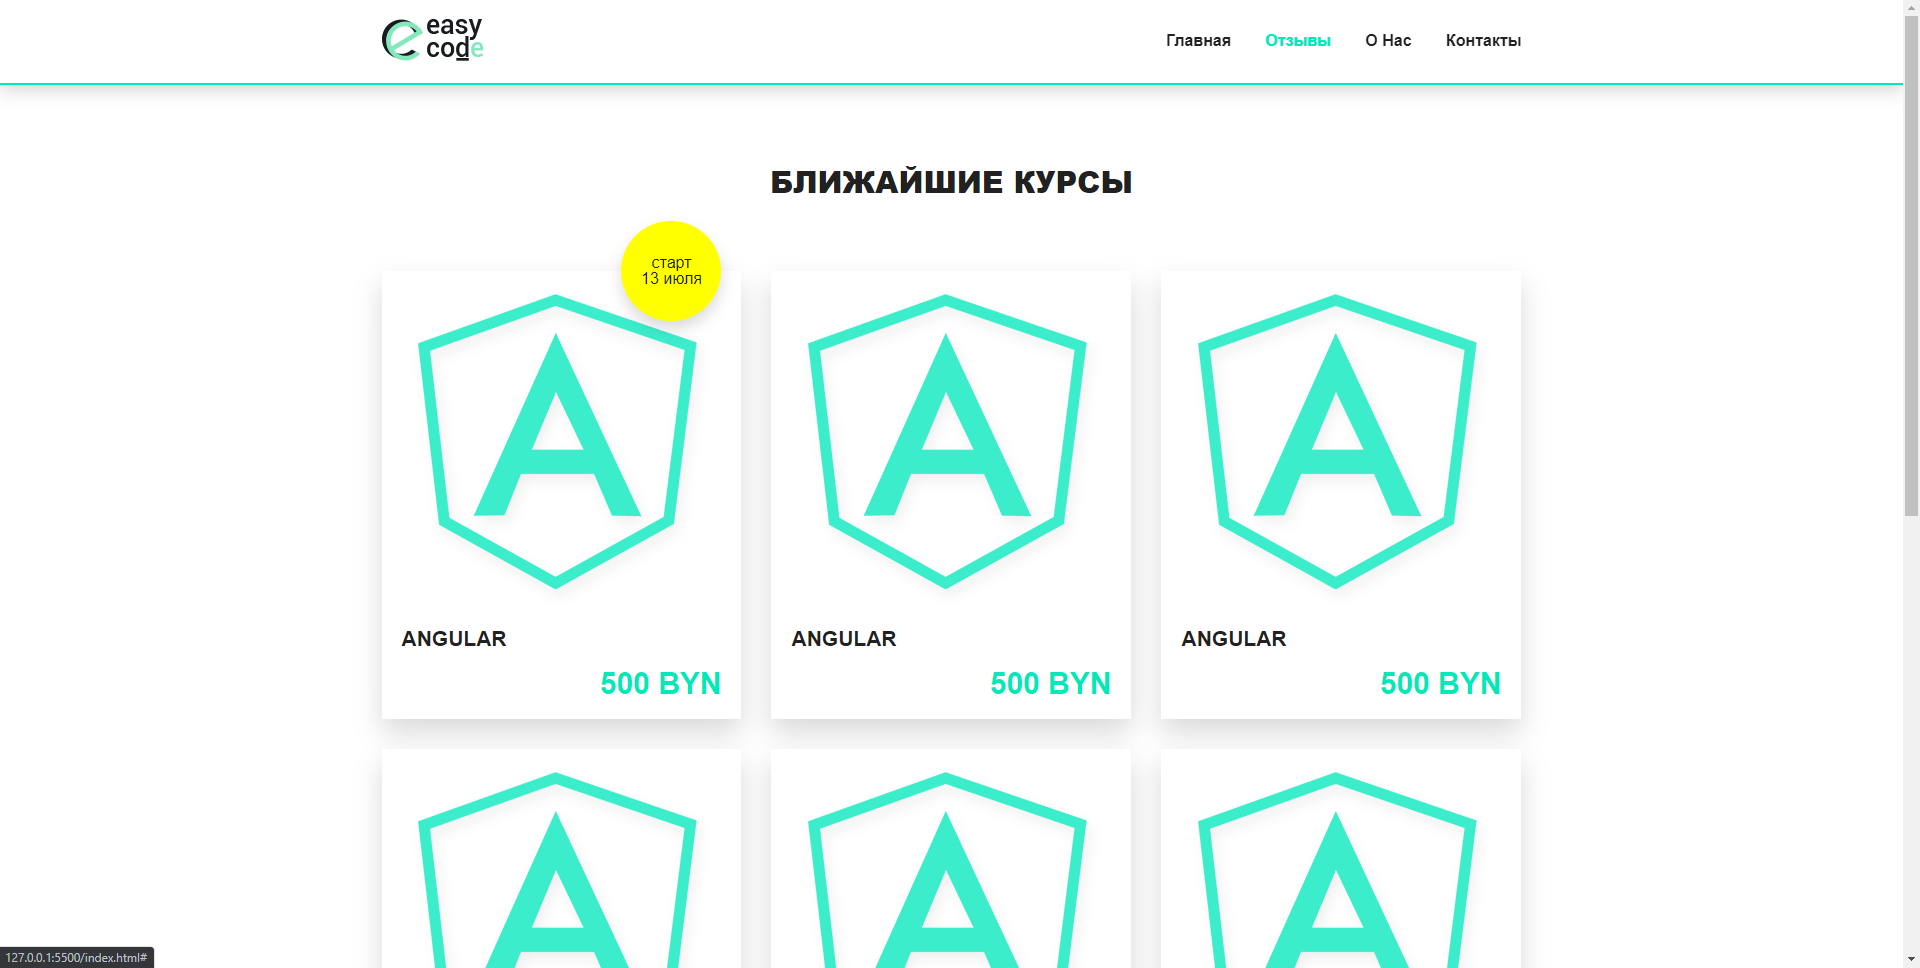 easy
code
Главная
Отзывы
О Нас
Контакты
БЛИЖАЙШИЕ КУРСЫ
старт
13 июля
ANGULAR
500 BYN
ANGULAR
500 BYN
ANGULAR
500 BYN
127.0.0.1:5500/index.html#